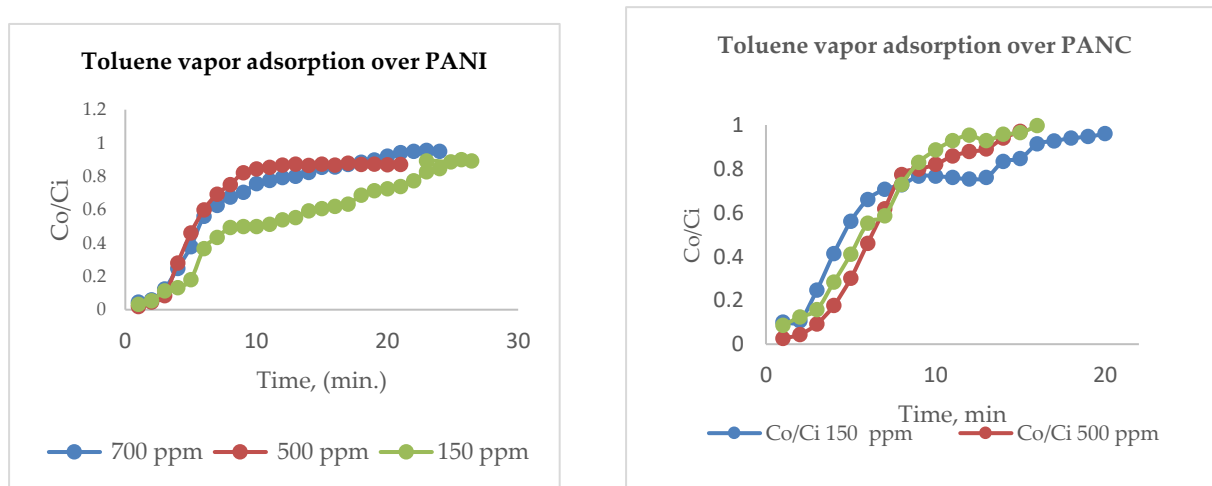 Toluene vapor adsorption over PANI
Co/Ci
1.2
1
0.8
0.6
0.4
0.2
0
0 10 20 30
Time, (min.)
700 ppm 500 ppm 150 ppm
Toluene vapor adsorption over PANC
Co/Ci
1
0.8
0.6
0.4
0.2
0
0 10 20
Time, min
Co/Ci 150 ppm Co/Ci 500 ppm